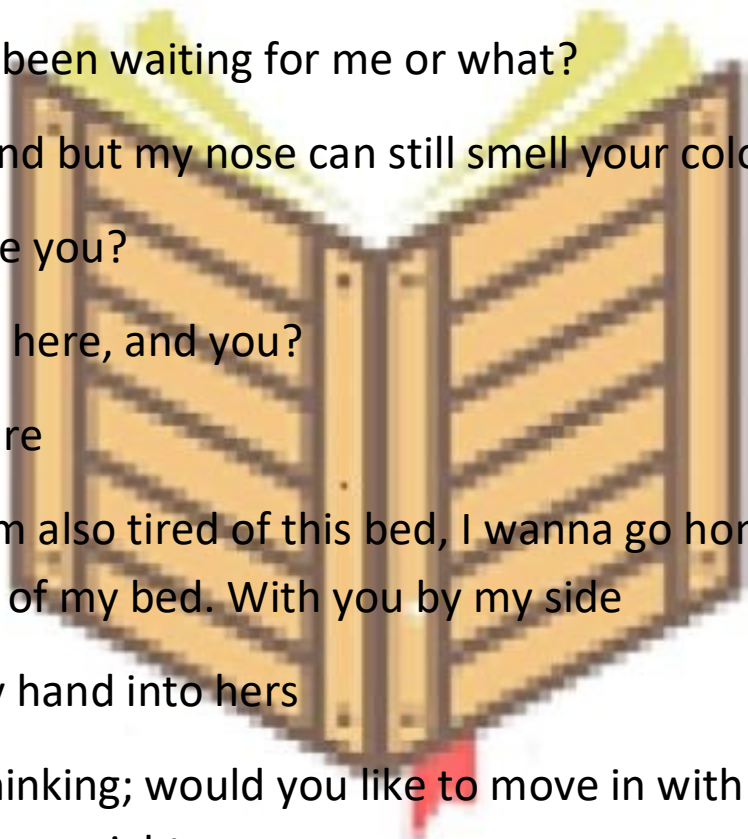 been waiting for me or what?
nd but my nose can still smell your colo
e you?
here, and you?
re
m also tired of this bed, I wanna go hor
of my bed. With you by my side
hand into hers
inking; would you like to move in with